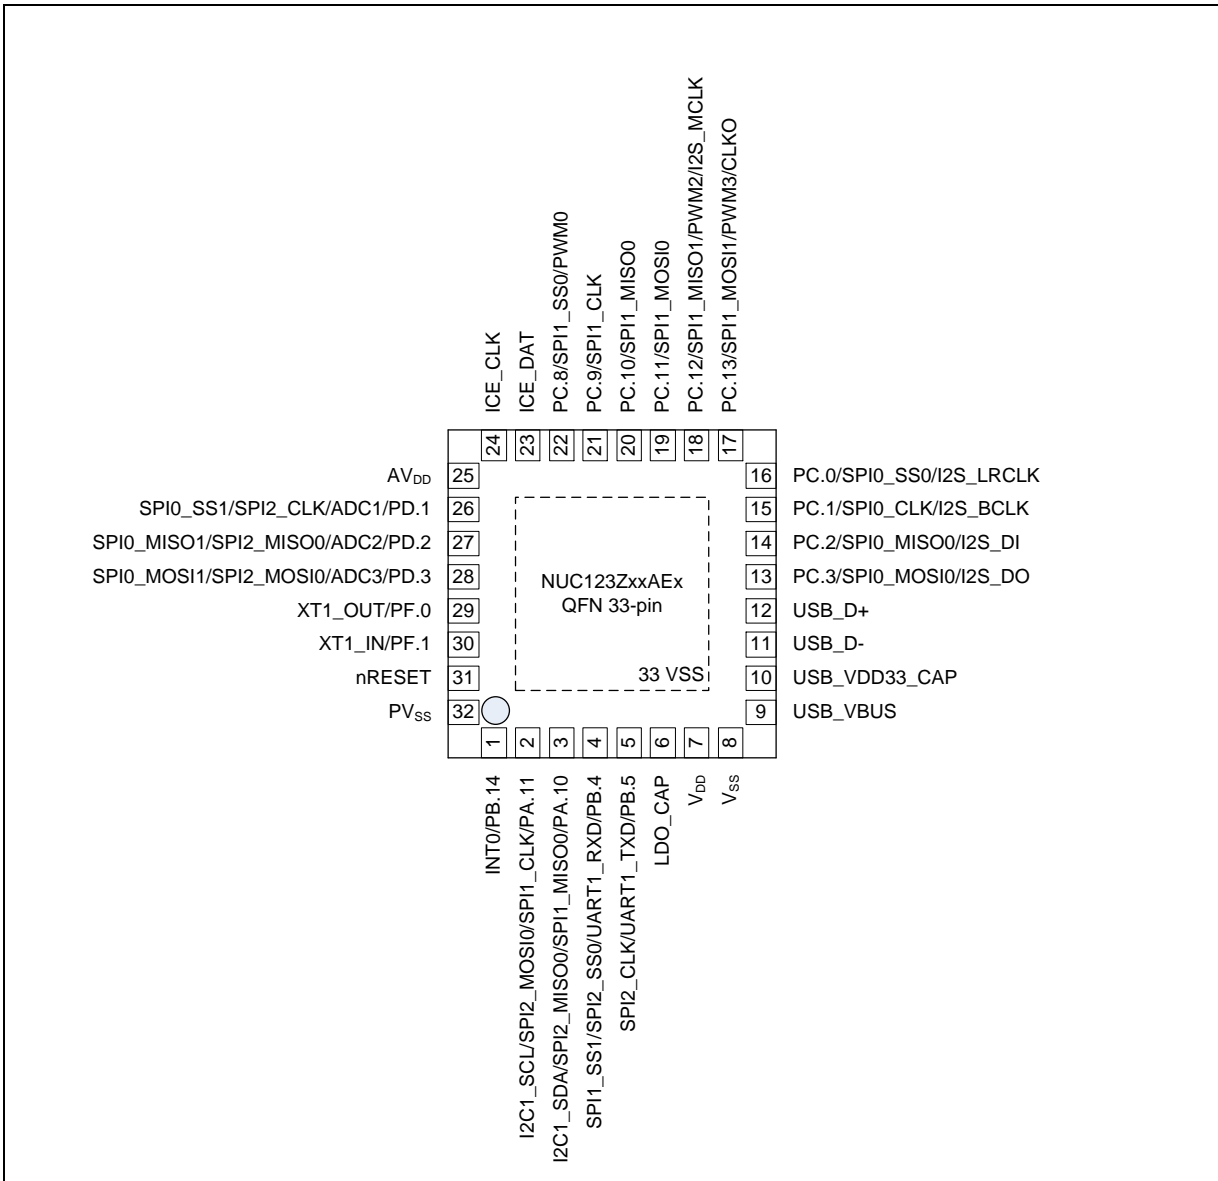 ICE_CLK
ICE_DAT
PC.8/SPI1_SS0/PWM0
PC.9/SPI1_CLK
PC.10/SPI1_MISO0
PC.11/SPI1_MOSI0
PC.12/SPI1_MISO1/PWM2/I2S_MCLK
PC.13/SPI1_MOSI1/PWM3/CLKO
24
23
22
21
20
19
18
17
AVDD 25
SPI0_SS1/SPI2_CLK/ADC1/PD.1 26
SPI0_MISO1/SPI2_MISO0/ADC2/PD.2 27
SPI0_MOSI1/SPI2_MOSI0/ADC3/PD.3 28
XT1_OUT/PF.0 29
XT1_IN/PF.1 30
nRESET 31
PVSS 32
NUC123ZxxAEx
QFN 33-pin
33 VSS
16 PC.0/SPI0_SS0/I2S_LRCLK
15 PC.1/SPI0_CLK/I2S_BCLK
14 PC.2/SPI0_MISO0/I2S_DI
13 PC.3/SPI0_MOSI0/I2S_DO
12 USB_D+
11 USB_D-
10 USB_VDD33_CAP
9 USB_VBUS
1
2
3
4
5
6
7
8
INT0/PB.14
I2C1_SCL/SPI2_MOSI0/SPI1_CLK/PA.11
I2C1_SDA/SPI2_MISO0/SPI1_MISO0/PA.10
SPI1_SS1/SPI2_SS0/UART1_RXD/PB.4
SPI2_CLK/UART1_TXD/PB.5
LDO_CAP
VDD
VSS